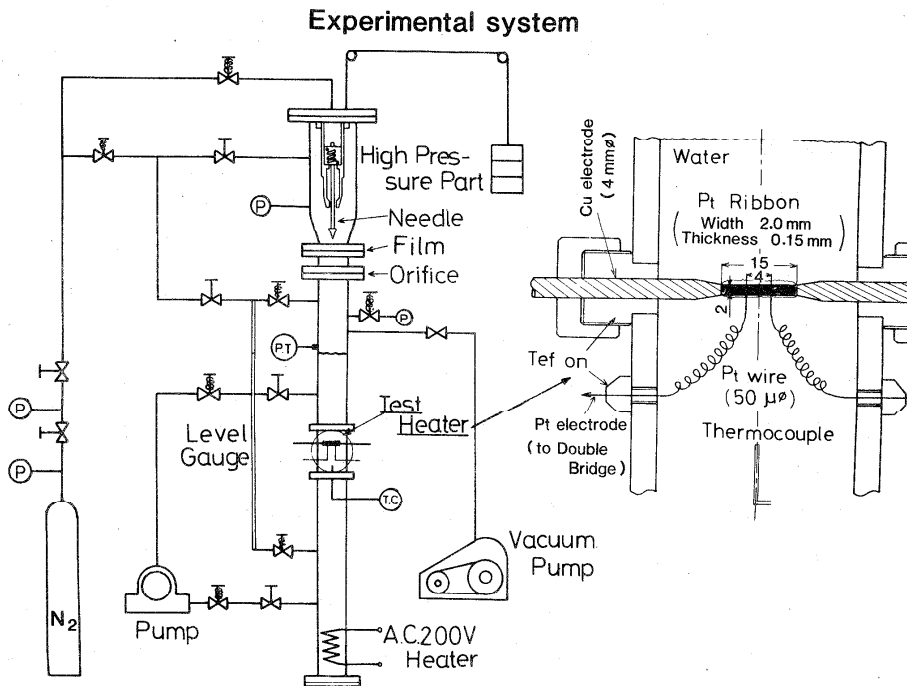 Experimental system
High Pres-
sure Part
Needle
Film
Orifice
P
P
P.T
P
P
Test
Heater
Level
Gauge
T.C.
N2
Pump
Vacuum
Pump
A.C.200V
Heater
Water
Cu electrode
(4 mmø)
Pt Ribbon
(Width 2.0 mm
Thickness 0.15 mm)
15
4
2
Tef on
Pt wire
(50 µø)
Pt electrode
(to Double
Bridge)
Thermocouple